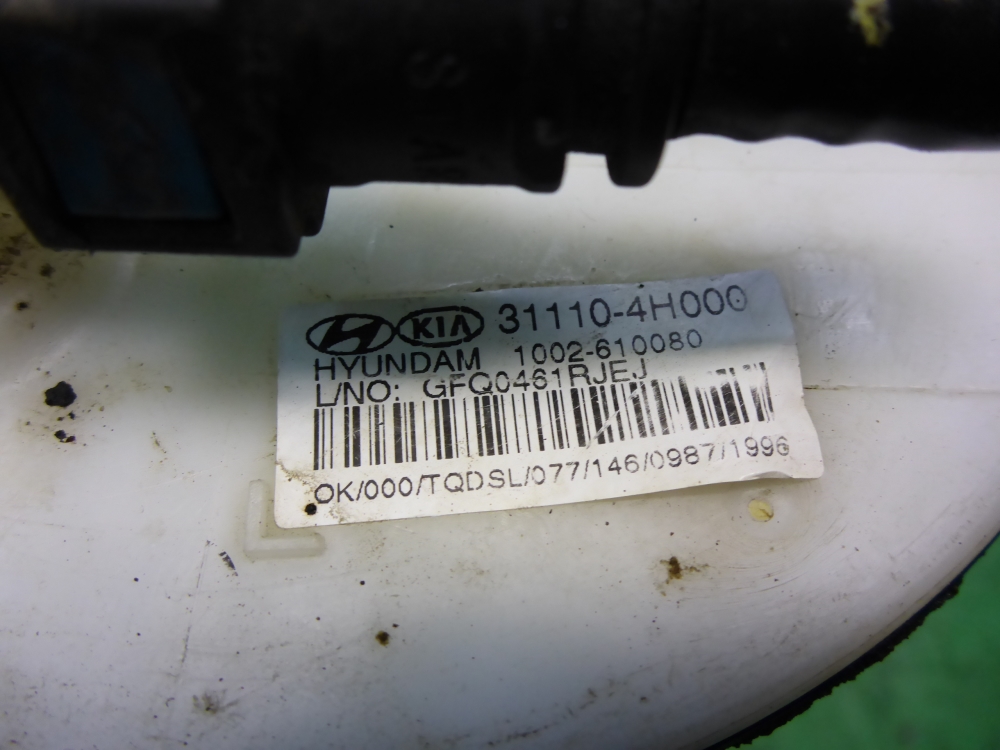 KIA 31110-4H000
HYUNDAM 1002-610080
L/NO: GFQ0461RJEJ
OK/000/TQDSL/077/146/0987/1996